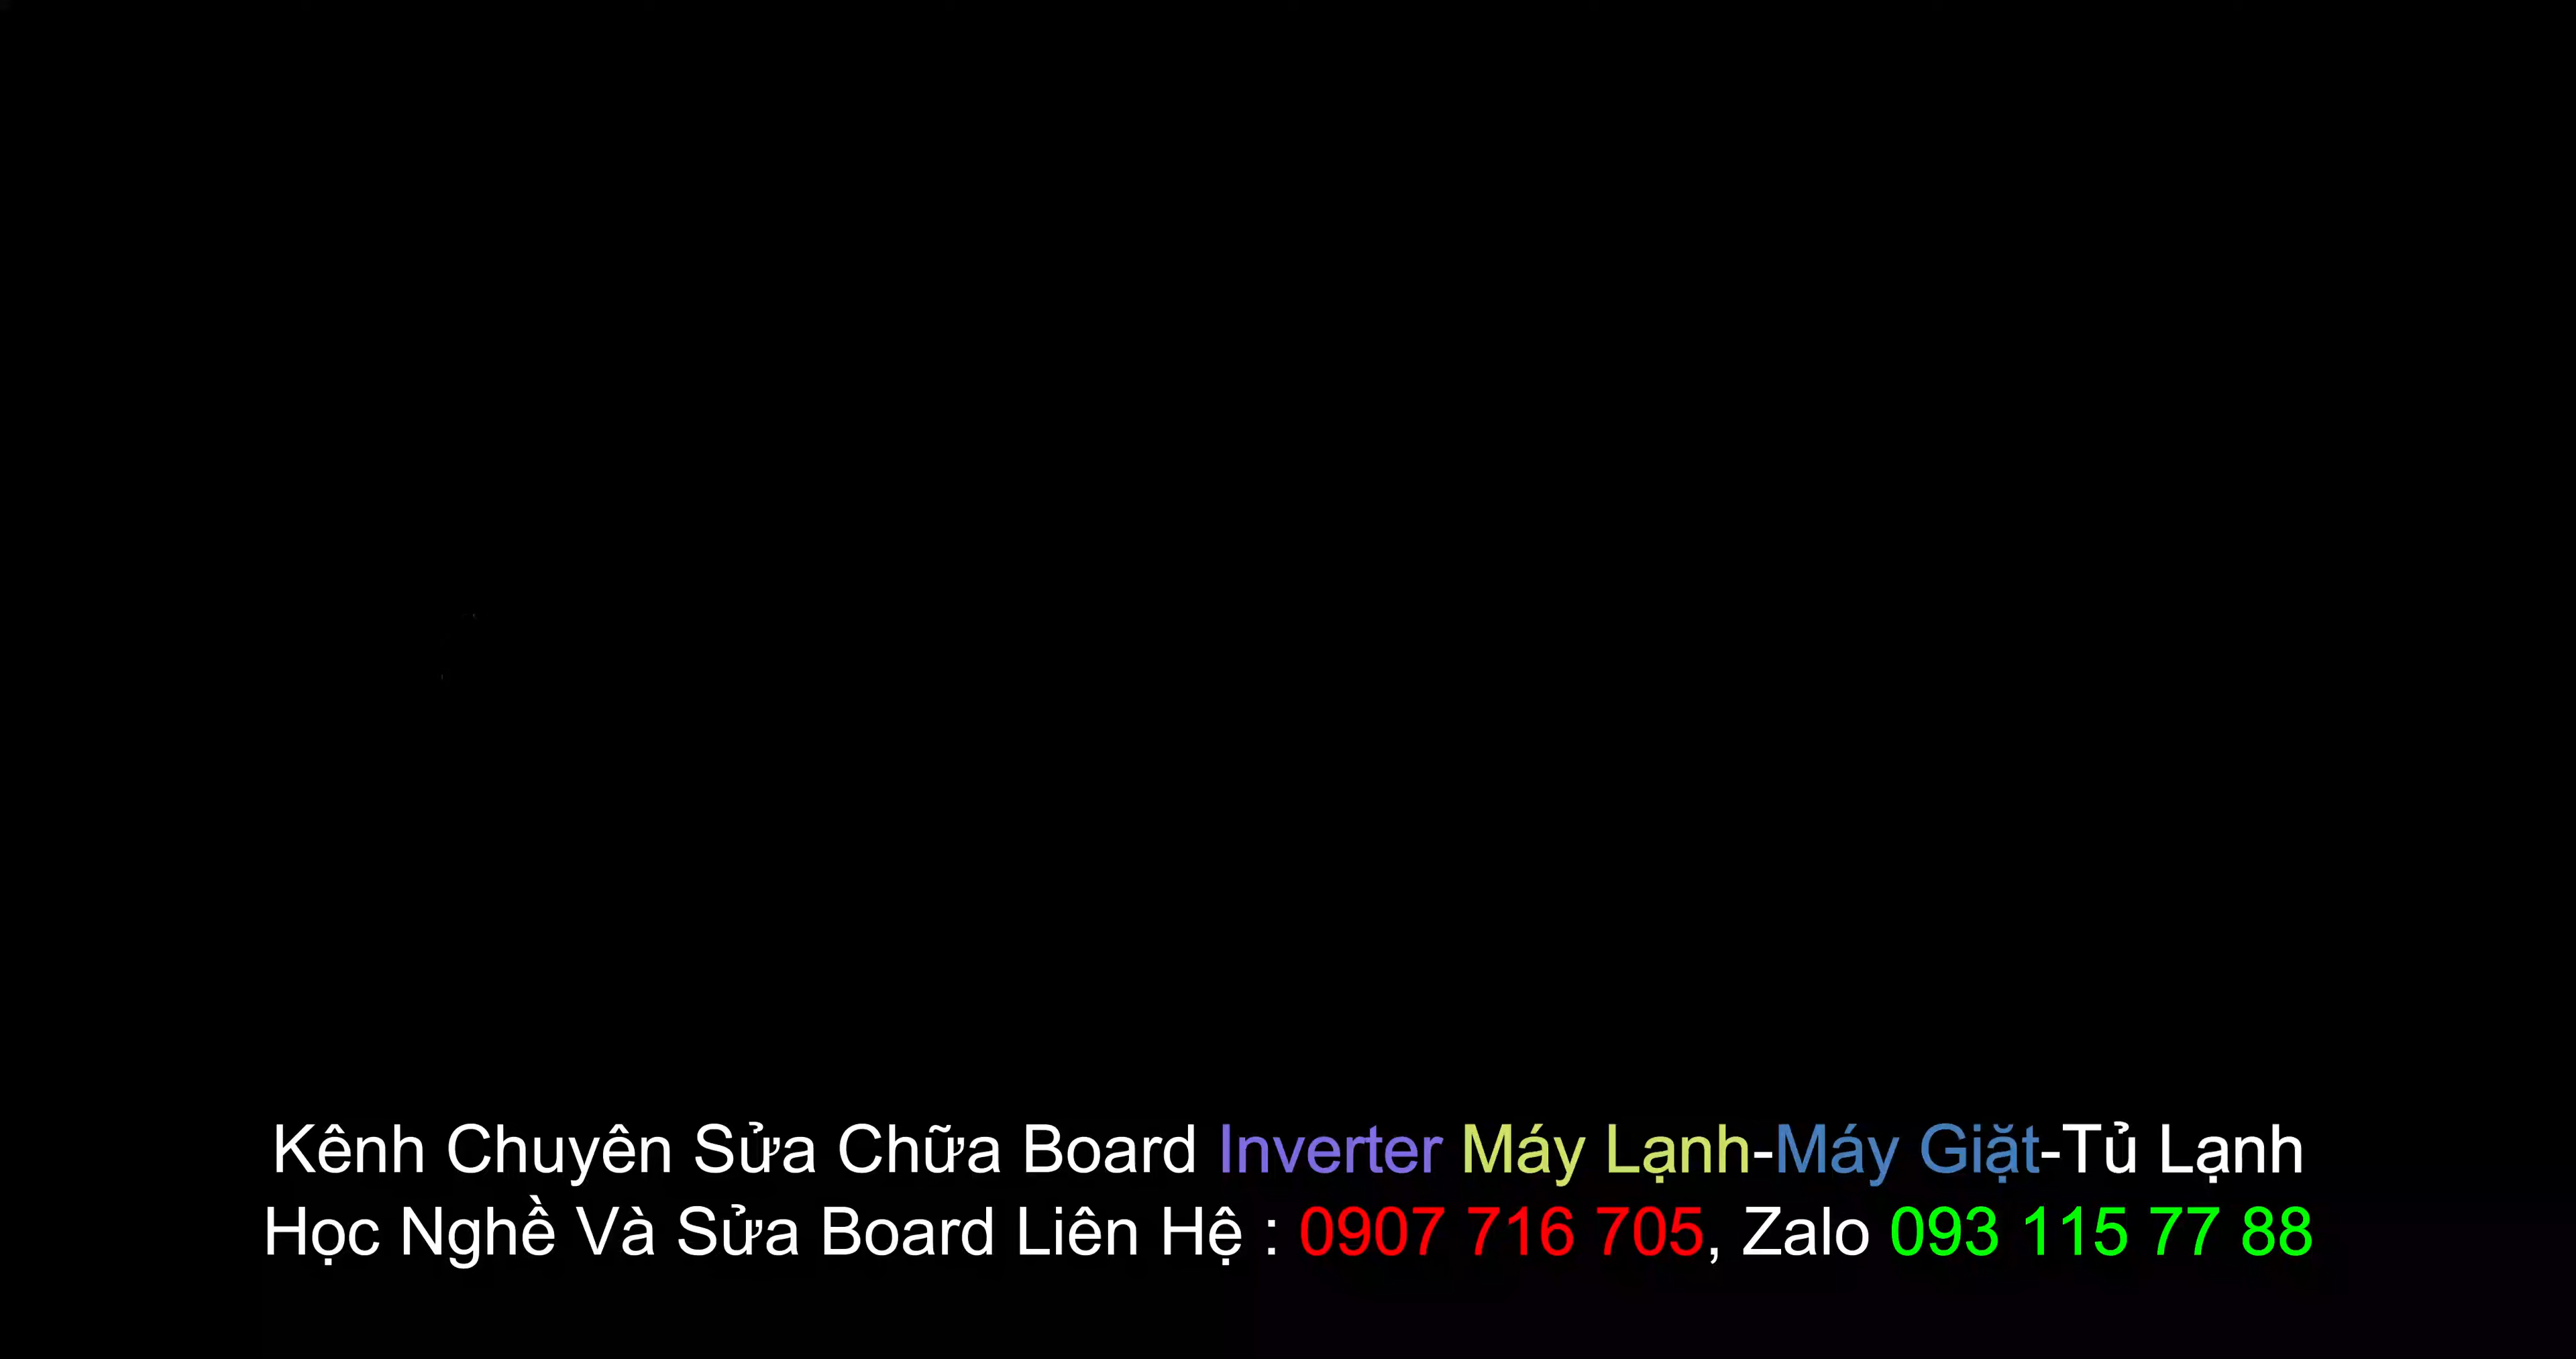 Kênh Chuyên Sửa Chữa Board Inverter Máy Lạnh-Máy Giặt-Tủ Lạnh
Học Nghề Và Sửa Board Liên Hệ : 0907 716 705, Zalo 093 115 77 88